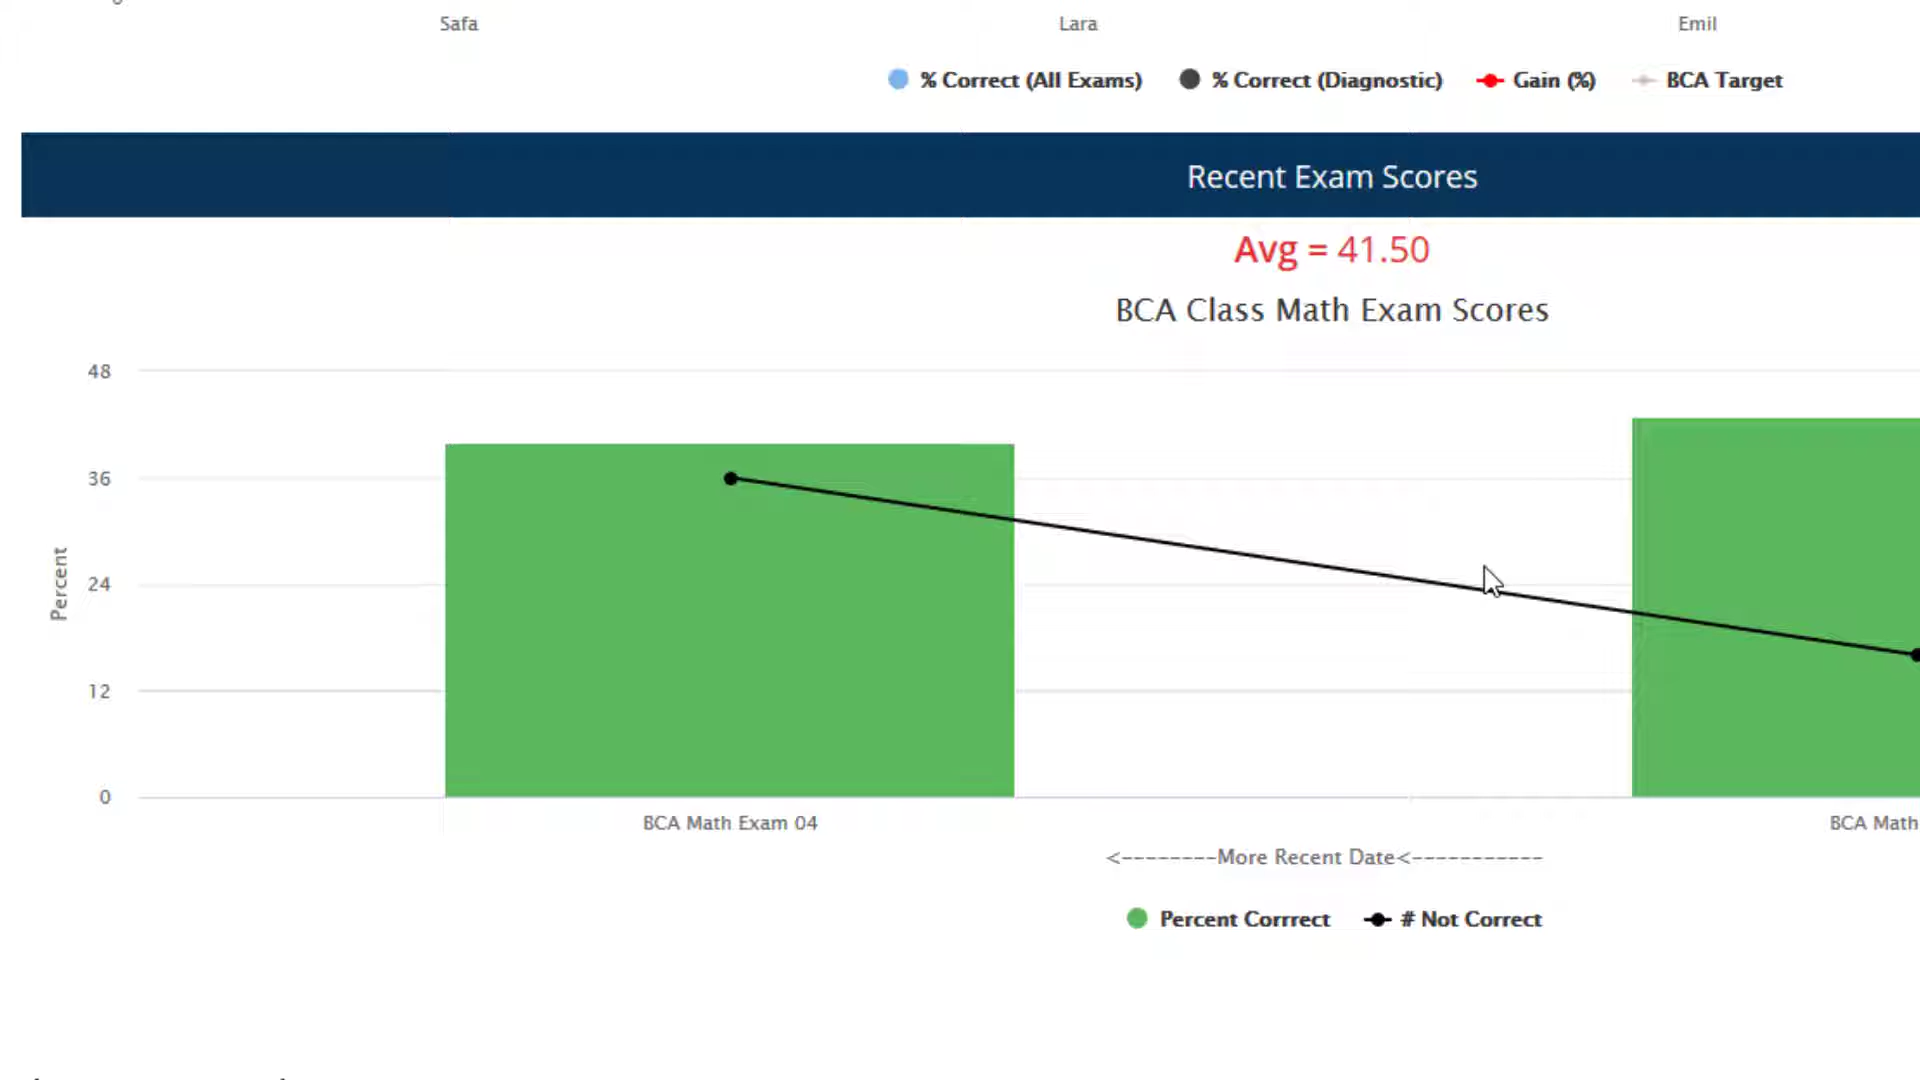 Safa Lara Emil
% Correct (All Exams) % Correct (Diagnostic) Gain (%) BCA Target
Recent Exam Scores
Avg = 41.50
BCA Class Math Exam Scores
48
36
24
12
0
Percent
BCA Math Exam 04 BCA Math
<--------More Recent Date<-----------
Percent Corrrect # Not Correct